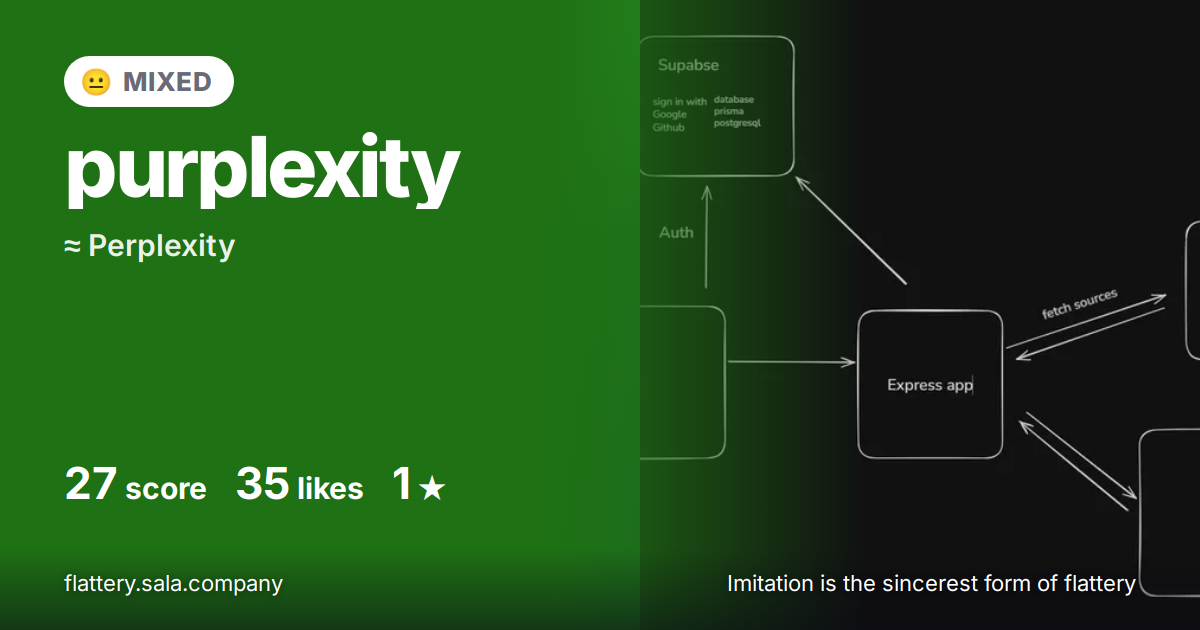 😐 MIXED
purplexity
≈ Perplexity
27 score 35 likes 1 ★
flattery.sala.company
Supabse
sign in with
Google
Github
database
prisma
postgresql
Auth
Express app
fetch sources
Imitation is the sincerest form of flattery